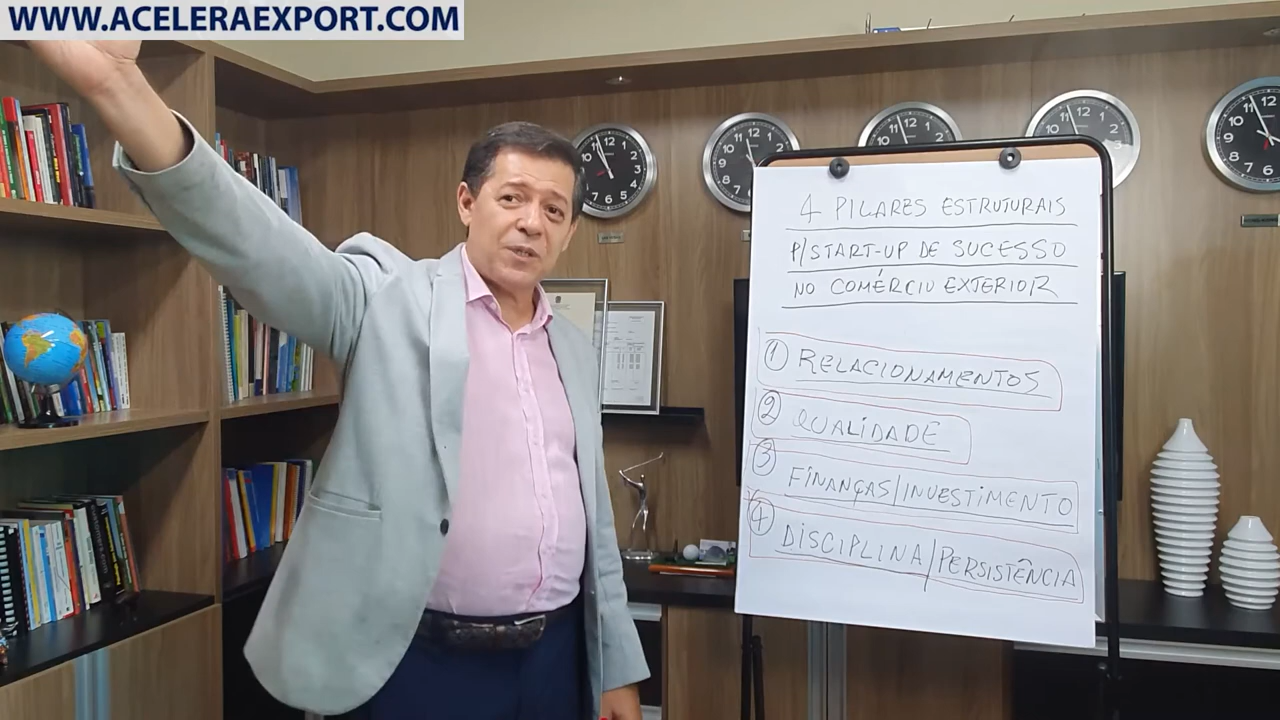 WWW.ACELERAEXPORT.COM
4 PILARES ESTRUTURAIS
P/START-UP DE SUCESSO
NO COMÉRCIO EXTERIOR
1 RELACIONAMENTOS
2 QUALIDADE
3 FINANÇAS/INVESTIMENTO
4 DISCIPLINA/PERSISTÊNCIA